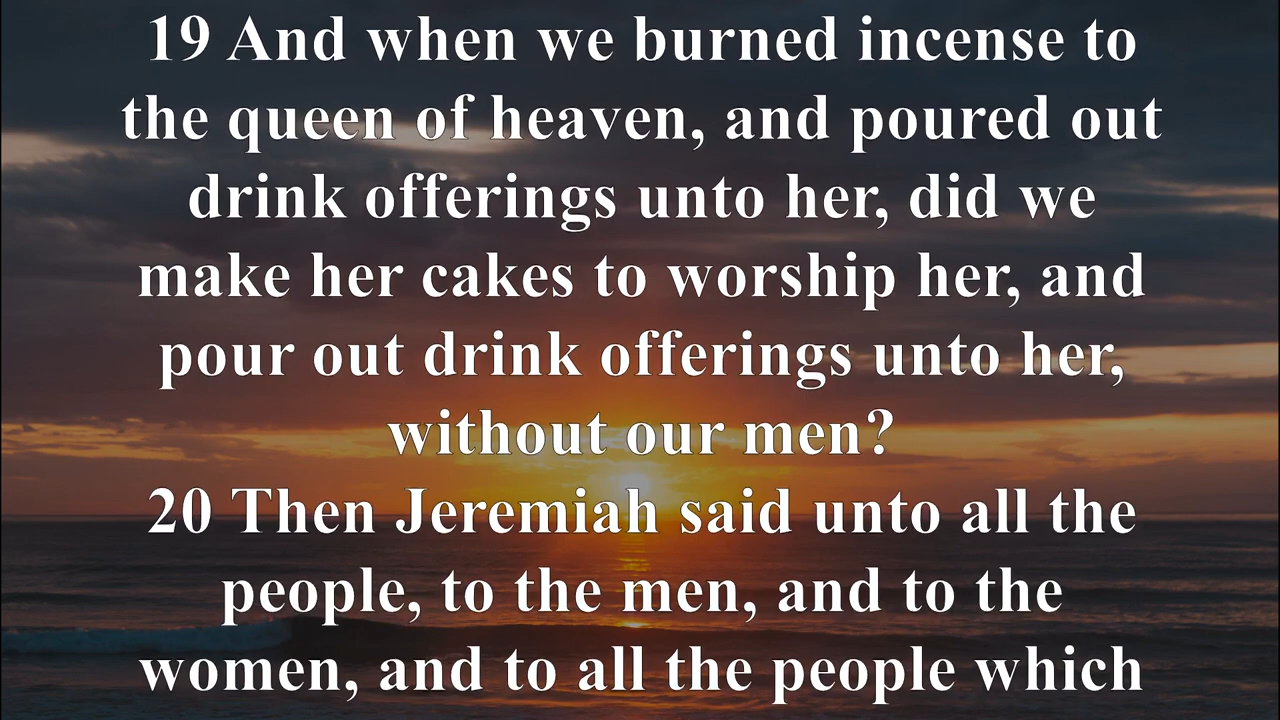 19 And when we burned incense to
the queen of heaven, and poured out
drink offerings unto her, did we
make her cakes to worship her, and
pour out drink offerings unto her,
without our men?
20 Then Jeremiah said unto all the
people, to the men, and to the
women, and to all the people which